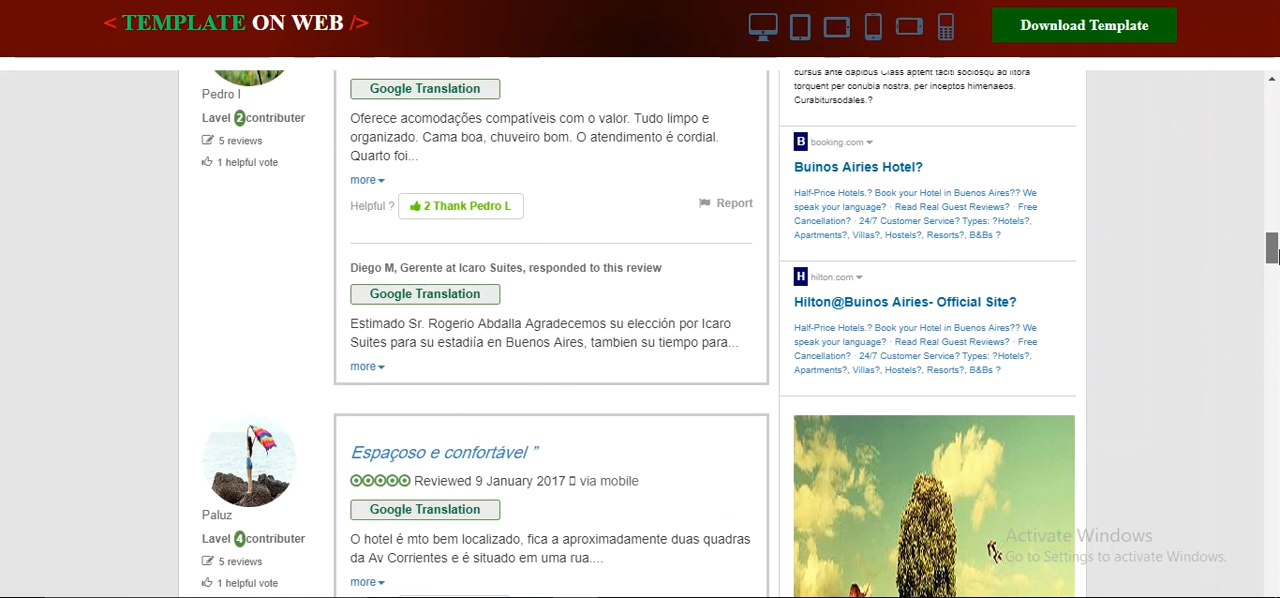 < TEMPLATE ON WEB />
Download Template
Pedro l
Lavel 2 contributer
5 reviews
1 helpful vote
Google Translation
Oferece acomodações compatíveis com o valor. Tudo limpo e
organizado. Cama boa, chuveiro bom. O atendimento é cordial.
Quarto foi...
more
Helpful ? 2 Thank Pedro L
Report
Diego M, Gerente at Icaro Suites, responded to this review
Google Translation
Estimado Sr. Rogerio Abdalla Agradecemos su elección por Icaro
Suites para su estadiía en Buenos Aires, tambien su tiempo para...
more
Paluz
Lavel 4 contributer
5 reviews
1 helpful vote
Espaçoso e confortável ”
Reviewed 9 January 2017 via mobile
Google Translation
O hotel é mto bem localizado, fica a aproximadamente duas quadras
da Av Corrientes e é situado em uma rua....
more
cursus ante dapibus Class aptent taciti sociosqu ad litora
torquent per conubia nostra, per inceptos himenaeos.
Curabitursodales.?
B booking.com
Buinos Airies Hotel?
Half-Price Hotels.? Book your Hotel in Buenos Aires?? We
speak your language? · Read Real Guest Reviews? · Free
Cancellation? · 24/7 Customer Service? Types: ?Hotels?,
Apartments?, Villas?, Hostels?, Resorts?, B&Bs ?
H hilton.com
Hilton@Buinos Airies- Official Site?
Half-Price Hotels.? Book your Hotel in Buenos Aires?? We
speak your language? · Read Real Guest Reviews? · Free
Cancellation? · 24/7 Customer Service? Types: ?Hotels?,
Apartments?, Villas?, Hostels?, Resorts?, B&Bs ?
Activate Windows
Go to Settings to activate Windows.